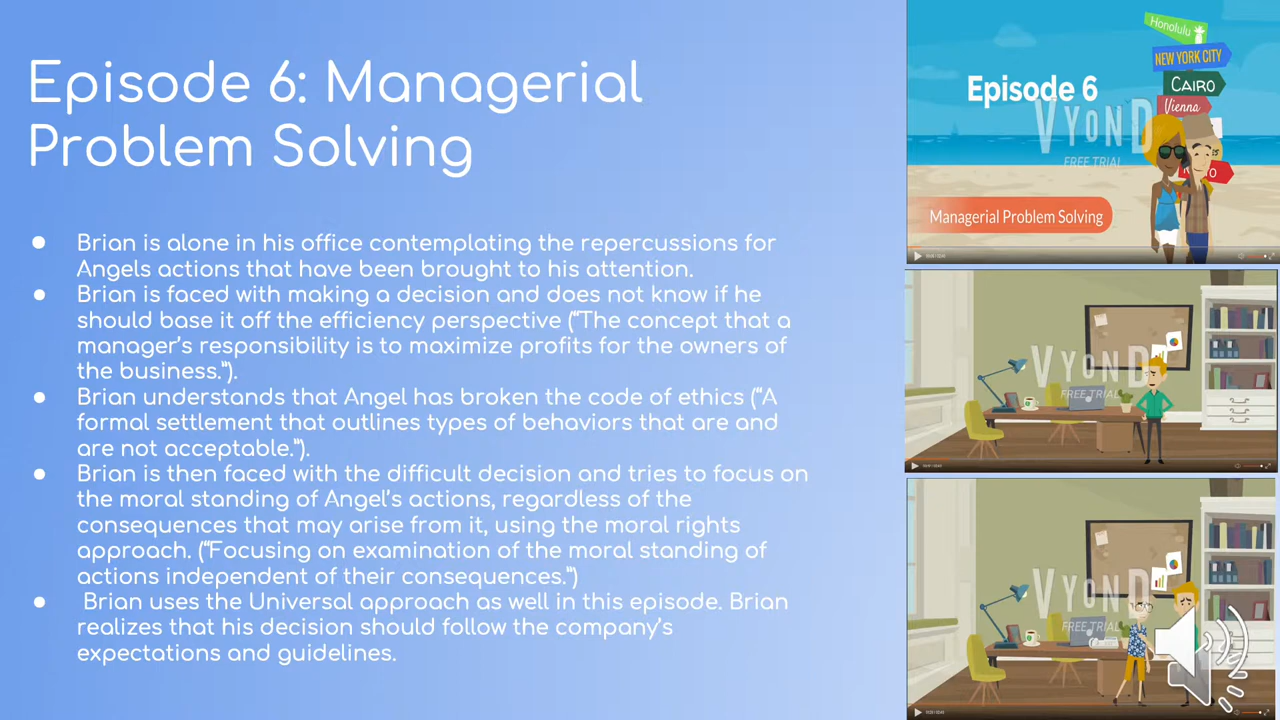 Episode 6: Managerial
Problem Solving
● Brian is alone in his office contemplating the repercussions for
Angels actions that have been brought to his attention.
● Brian is faced with making a decision and does not know if he
should base it off the efficiency perspective (“The concept that a
manager’s responsibility is to maximize profits for the owners of
the business.”).
● Brian understands that Angel has broken the code of ethics (“A
formal settlement that outlines types of behaviors that are and
are not acceptable.”).
● Brian is then faced with the difficult decision and tries to focus on
the moral standing of Angel’s actions, regardless of the
consequences that may arise from it, using the moral rights
approach. (“Focusing on examination of the moral standing of
actions independent of their consequences.”)
● Brian uses the Universal approach as well in this episode. Brian
realizes that his decision should follow the company’s
expectations and guidelines.
Honolulu
NEW YORK CITY
CAIRO
Vienna
Episode 6
VYOND
FREE TRIAL
Managerial Problem Solving
VYOND
FREE TRIAL
VYOND
FREE TRIAL